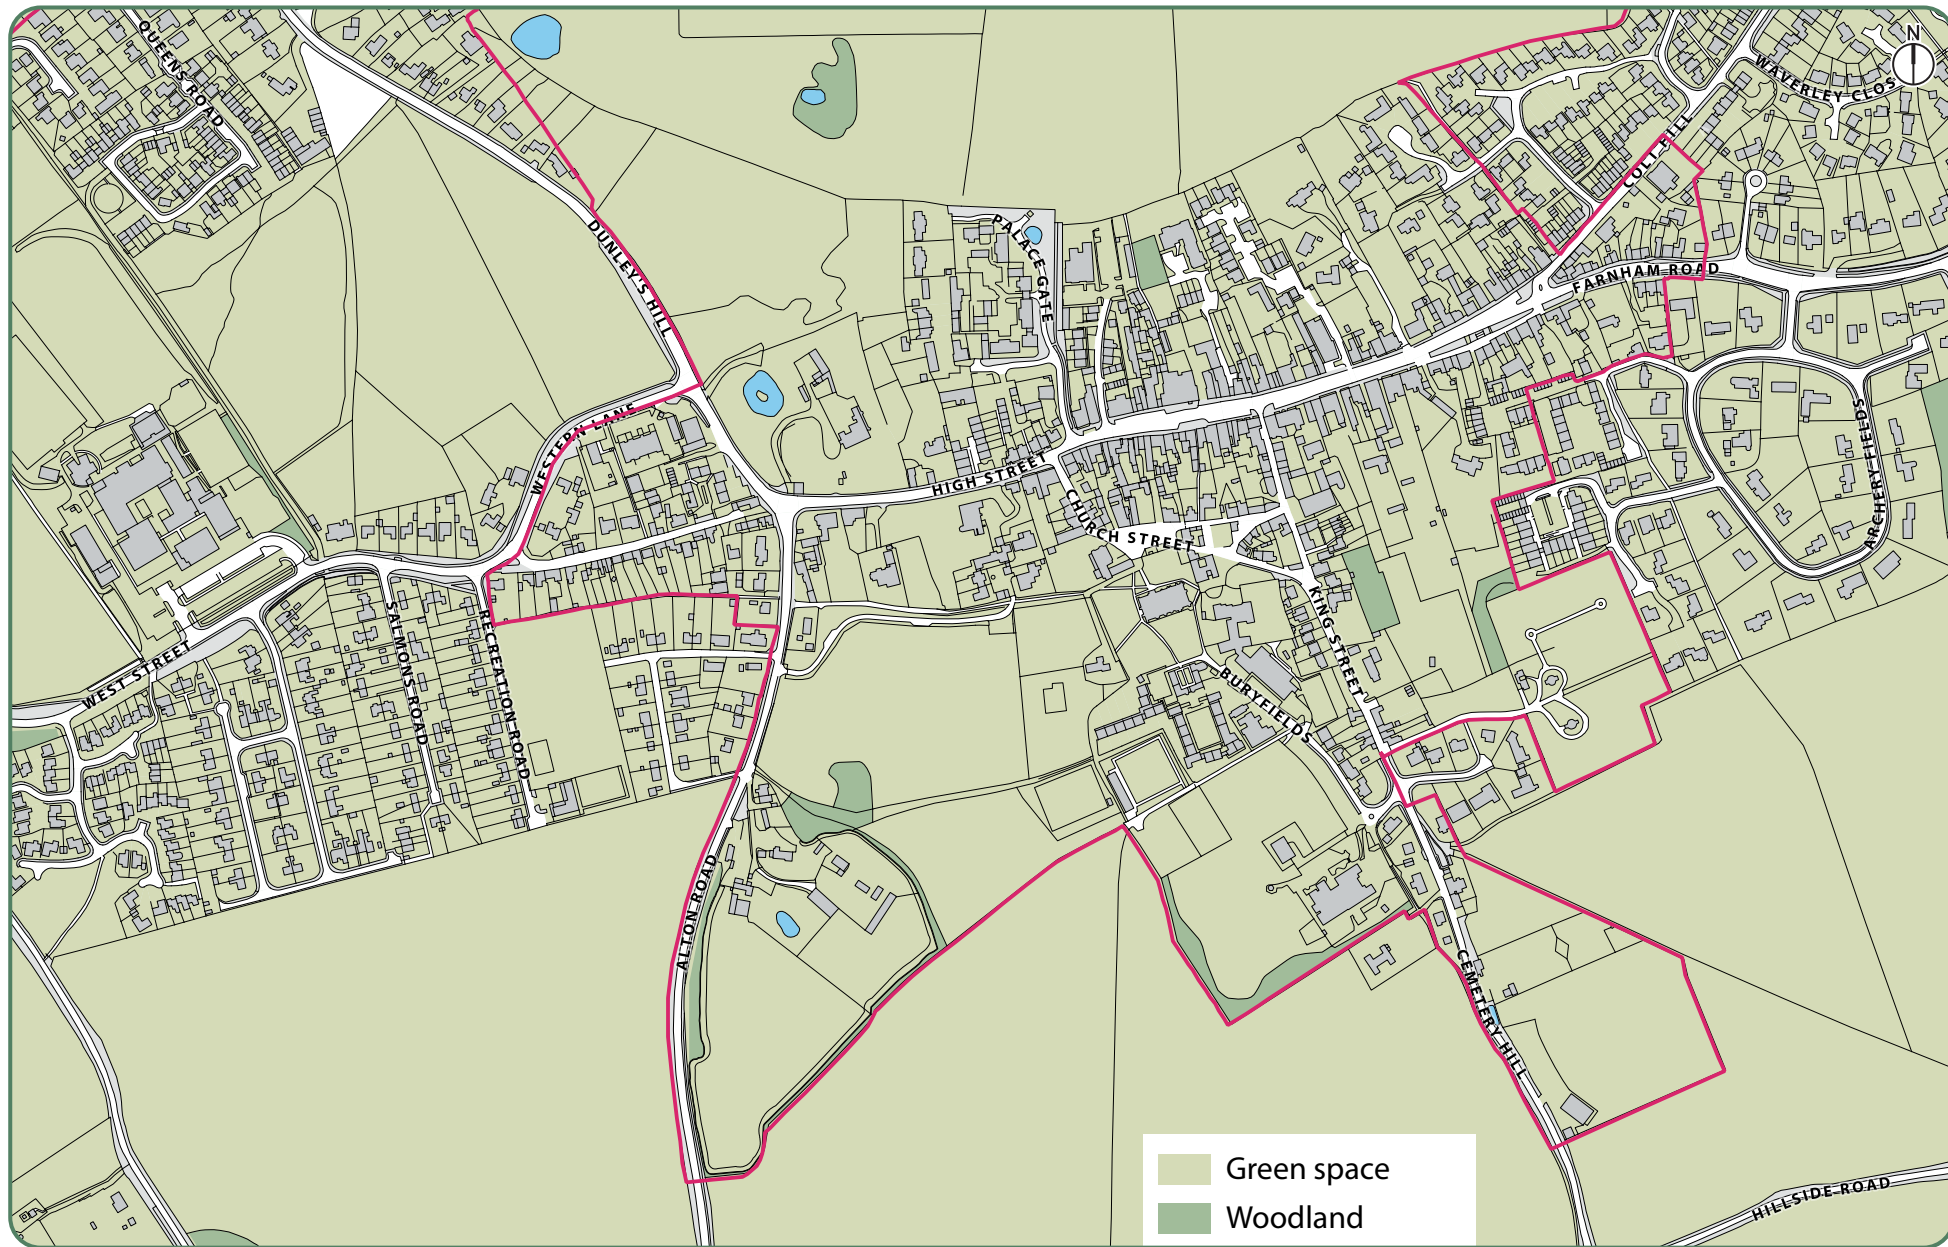 QUEENS ROAD
N
WAVERLEY CLOS
COLT HILL
PALACE GATE
DUNLEY'S HILL
FARNHAM ROAD
WESTERN LANE
HIGH STREET
ARCHERY FIELDS
CHURCH STREET
KING STREET
WEST STREET
SALMONS ROAD
RECREATION ROAD
BURYFIELDS
ALTON ROAD
CEMETERY HILL
HILLSIDE ROAD
Green space
Woodland